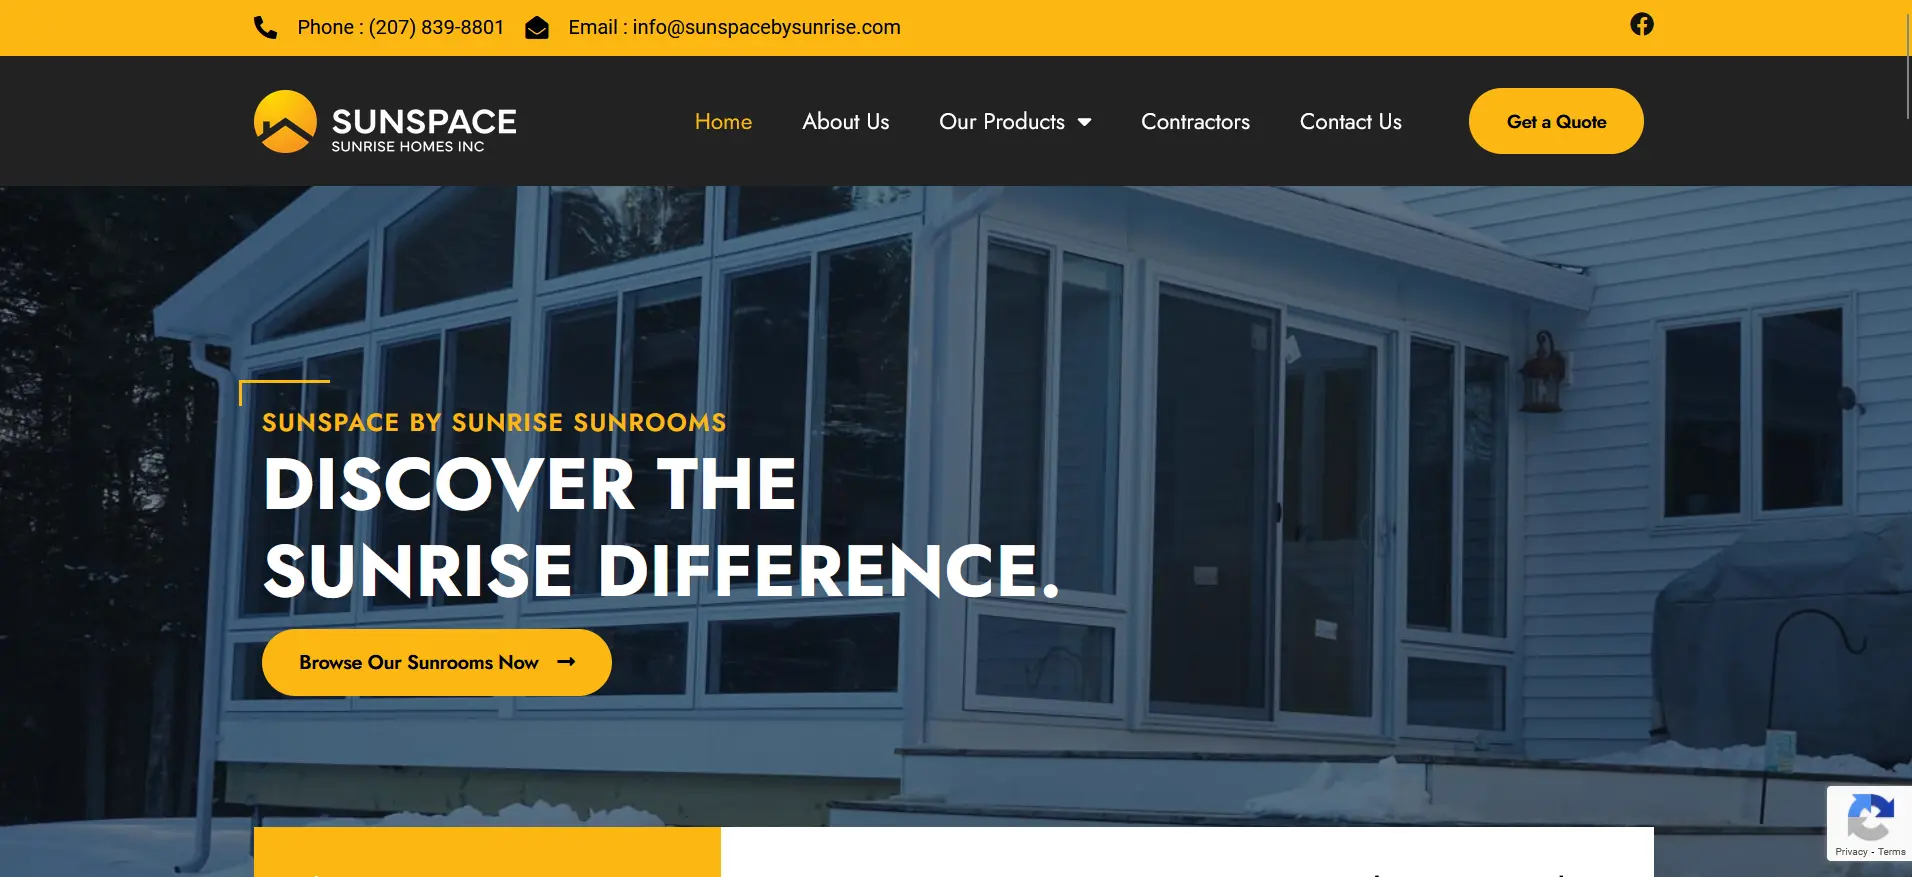 Phone : (207) 839-8801
Email : info@sunspacebysunrise.com
SUNSPACE
SUNRISE HOMES INC
Home
About Us
Our Products
Contractors
Contact Us
Get a Quote
SUNSPACE BY SUNRISE SUNROOMS
DISCOVER THE
SUNRISE DIFFERENCE.
Browse Our Sunrooms Now
Privacy - Terms